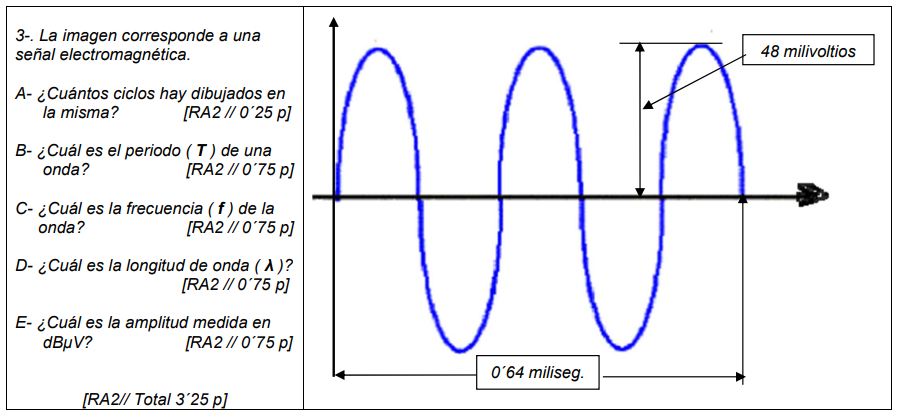 3-. La imagen corresponde a una
señal electromagnética.
A- ¿Cuántos ciclos hay dibujados en
la misma? [RA2 // 0´25 p]
B- ¿Cuál es el periodo ( T ) de una
onda? [RA2 // 0´75 p]
C- ¿Cuál es la frecuencia ( f ) de la
onda? [RA2 // 0´75 p]
D- ¿Cuál es la longitud de onda ( λ )?
[RA2 // 0´75 p]
E- ¿Cuál es la amplitud medida en
dBµV? [RA2 // 0´75 p]
[RA2// Total 3´25 p]
48 milivoltios
0´64 miliseg.